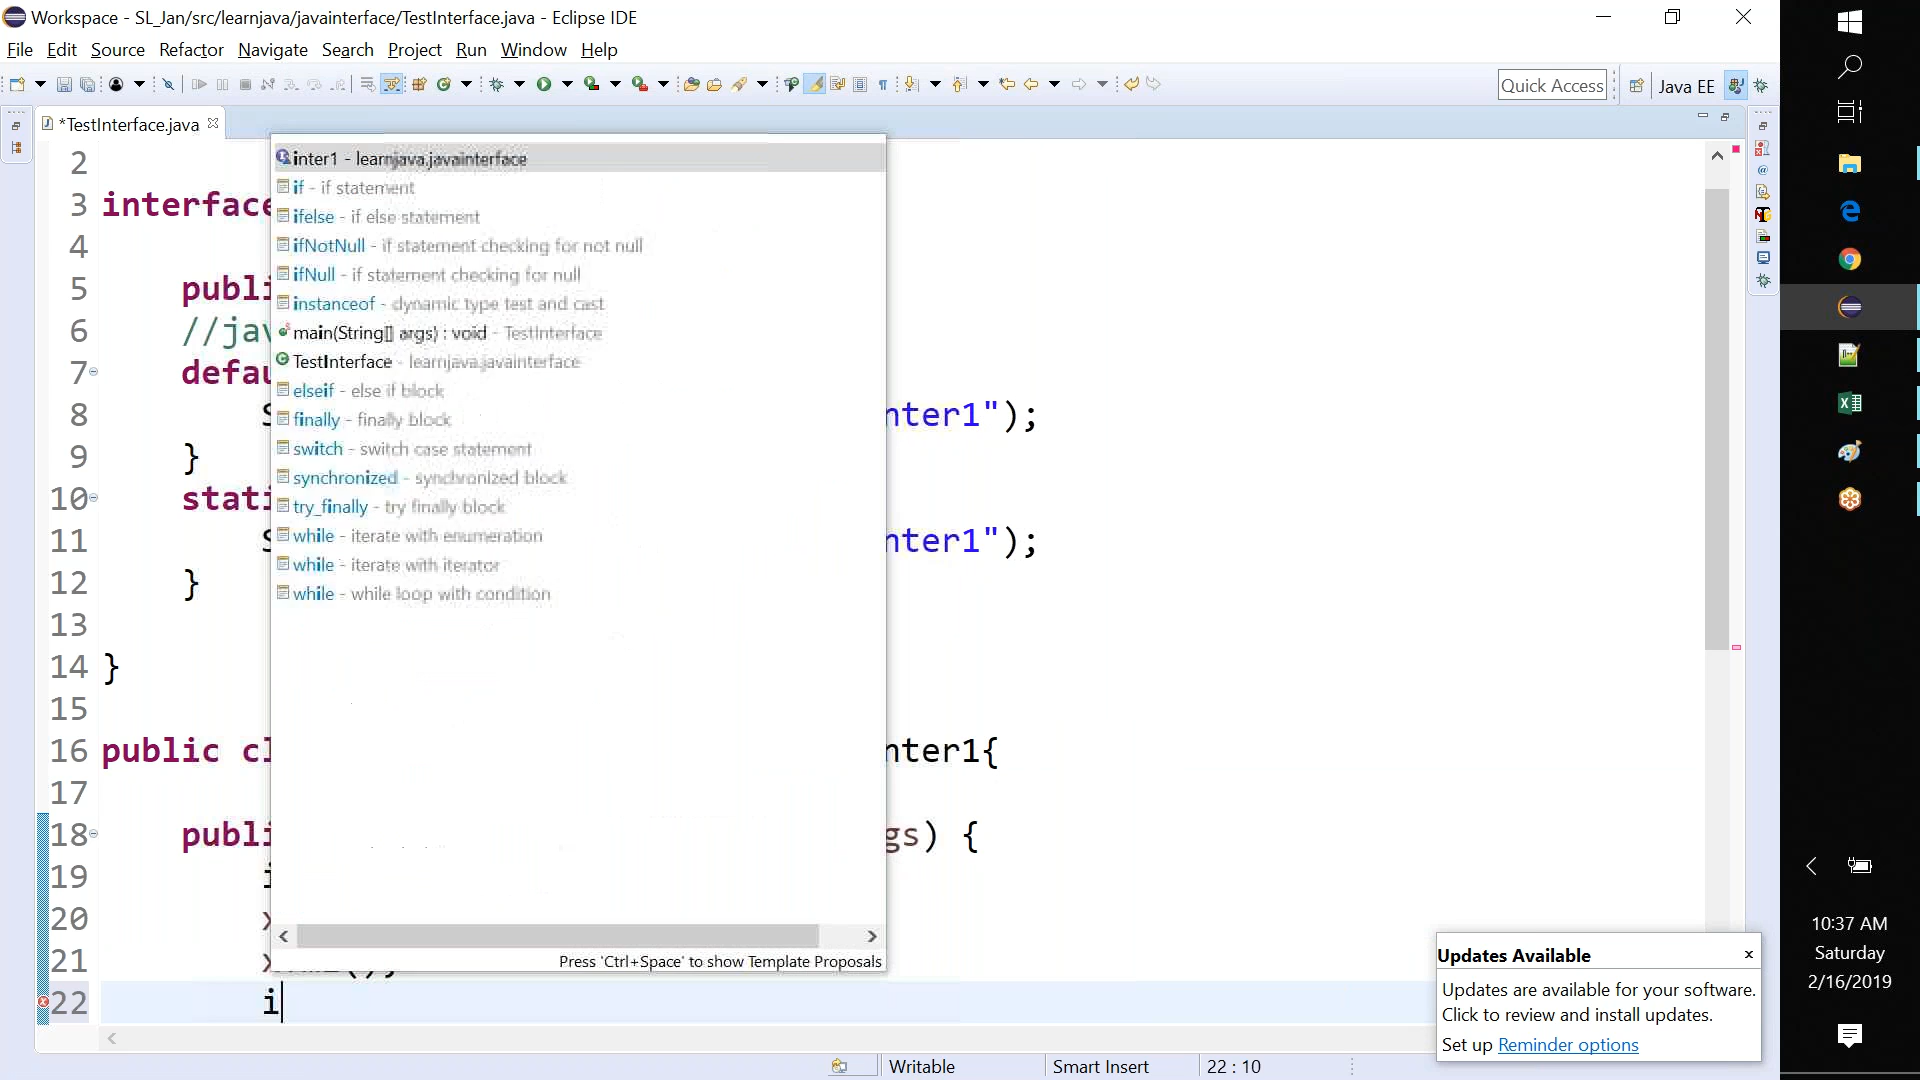 Workspace - SL_Jan/src/learnjava/javainterface/TestInterface.java - Eclipse IDE
File Edit Source Refactor Navigate Search Project Run Window Help
Quick Access
Java EE
*TestInterface.java
2
3 interface
4
5 publi
6 //jav
7 defau
8 S nter1");
9 }
10 stati
11 S nter1");
12 }
13
14 }
15
16 public cl nter1{
17
18 publi gs) {
19 i
20 x
21
22 i
inter1 - learnjava.javainterface
if - if statement
ifelse - if else statement
ifNotNull - if statement checking for not null
ifNull - if statement checking for null
instanceof - dynamic type test and cast
main(String[] args) : void - TestInterface
TestInterface - learnjava.javainterface
elseif - else if block
finally - finally block
switch - switch case statement
synchronized - synchronized block
try_finally - try finally block
while - iterate with enumeration
while - iterate with iterator
while - while loop with condition
Press 'Ctrl+Space' to show Template Proposals
Writable
Smart Insert
22 : 10
Updates Available
Updates are available for your software.
Click to review and install updates.
Set up Reminder options
10:37 AM
Saturday
2/16/2019